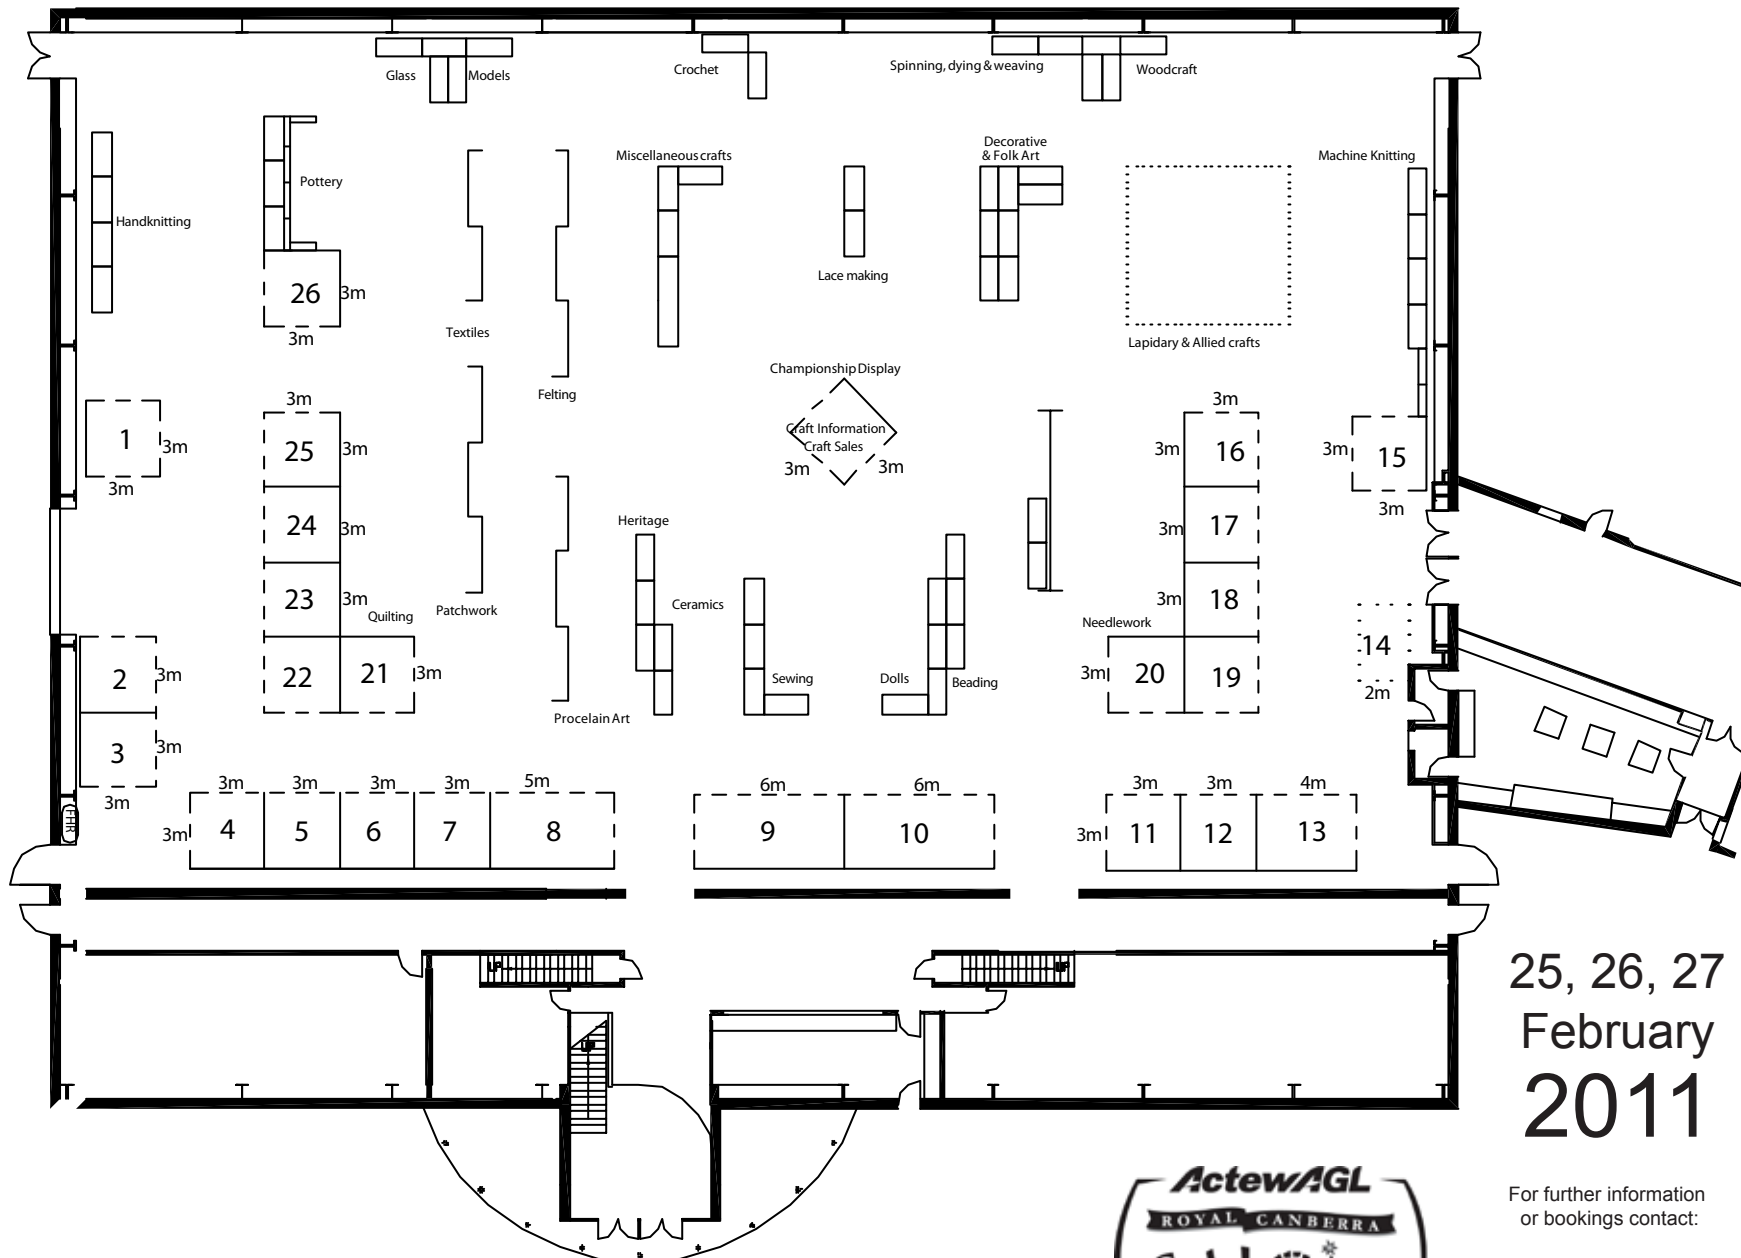 Glass
Models
Crochet
Spinning, dying & weaving
Woodcraft
Handknitting
Pottery
Miscellaneous crafts
Decorative
& Folk Art
Machine Knitting
26
3m
3m
Textiles
Felting
Lace making
Lapidary & Allied crafts
Championship Display
Craft Information
Craft Sales
3m
3m
1
3m
3m
3m
25
3m
24
3m
23
3m
Quilting
22
21
3m
Patchwork
Heritage
Ceramics
Sewing
Dolls
Beading
Procelain Art
3m
3m
16
3m
17
3m
18
Needlework
3m
20
19
3m
15
3m
14
2m
2
3m
3
3m
3m
FHR
3m
3m
3m
3m
5m
3m
4
5
6
7
8
6m
6m
9
10
3m
3m
4m
3m
11
12
13
UP
UP
UP
25, 26, 27
February
2011
ActewAGL
ROYAL CANBERRA
For further information
or bookings contact: